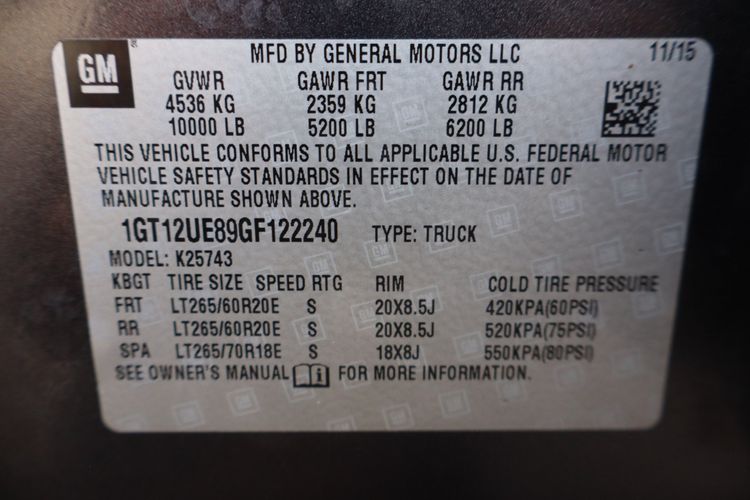 GM MFD BY GENERAL MOTORS LLC 11/15
GVWR GAWR FRT GAWR RR
4536 KG 2359 KG 2812 KG
10000 LB 5200 LB 6200 LB
THIS VEHICLE CONFORMS TO ALL APPLICABLE U.S. FEDERAL MOTOR
VEHICLE SAFETY STANDARDS IN EFFECT ON THE DATE OF
MANUFACTURE SHOWN ABOVE.
1GT12UE89GF122240 TYPE: TRUCK
MODEL: K25743
KBGT TIRE SIZE SPEED RTG RIM COLD TIRE PRESSURE
FRT LT265/60R20E S 20X8.5J 420KPA(60PSI)
RR LT265/60R20E S 20X8.5J 520KPA(75PSI)
SPA LT265/70R18E S 18X8J 550KPA(80PSI)
SEE OWNER'S MANUAL FOR MORE INFORMATION.